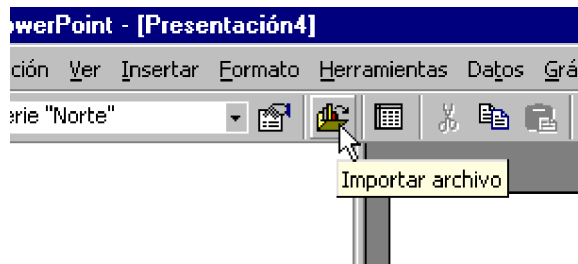 owerPoint - [Presentación4]
ción Ver Insertar Formato Herramientas Datos Grá
erie "Norte"
Importar archivo